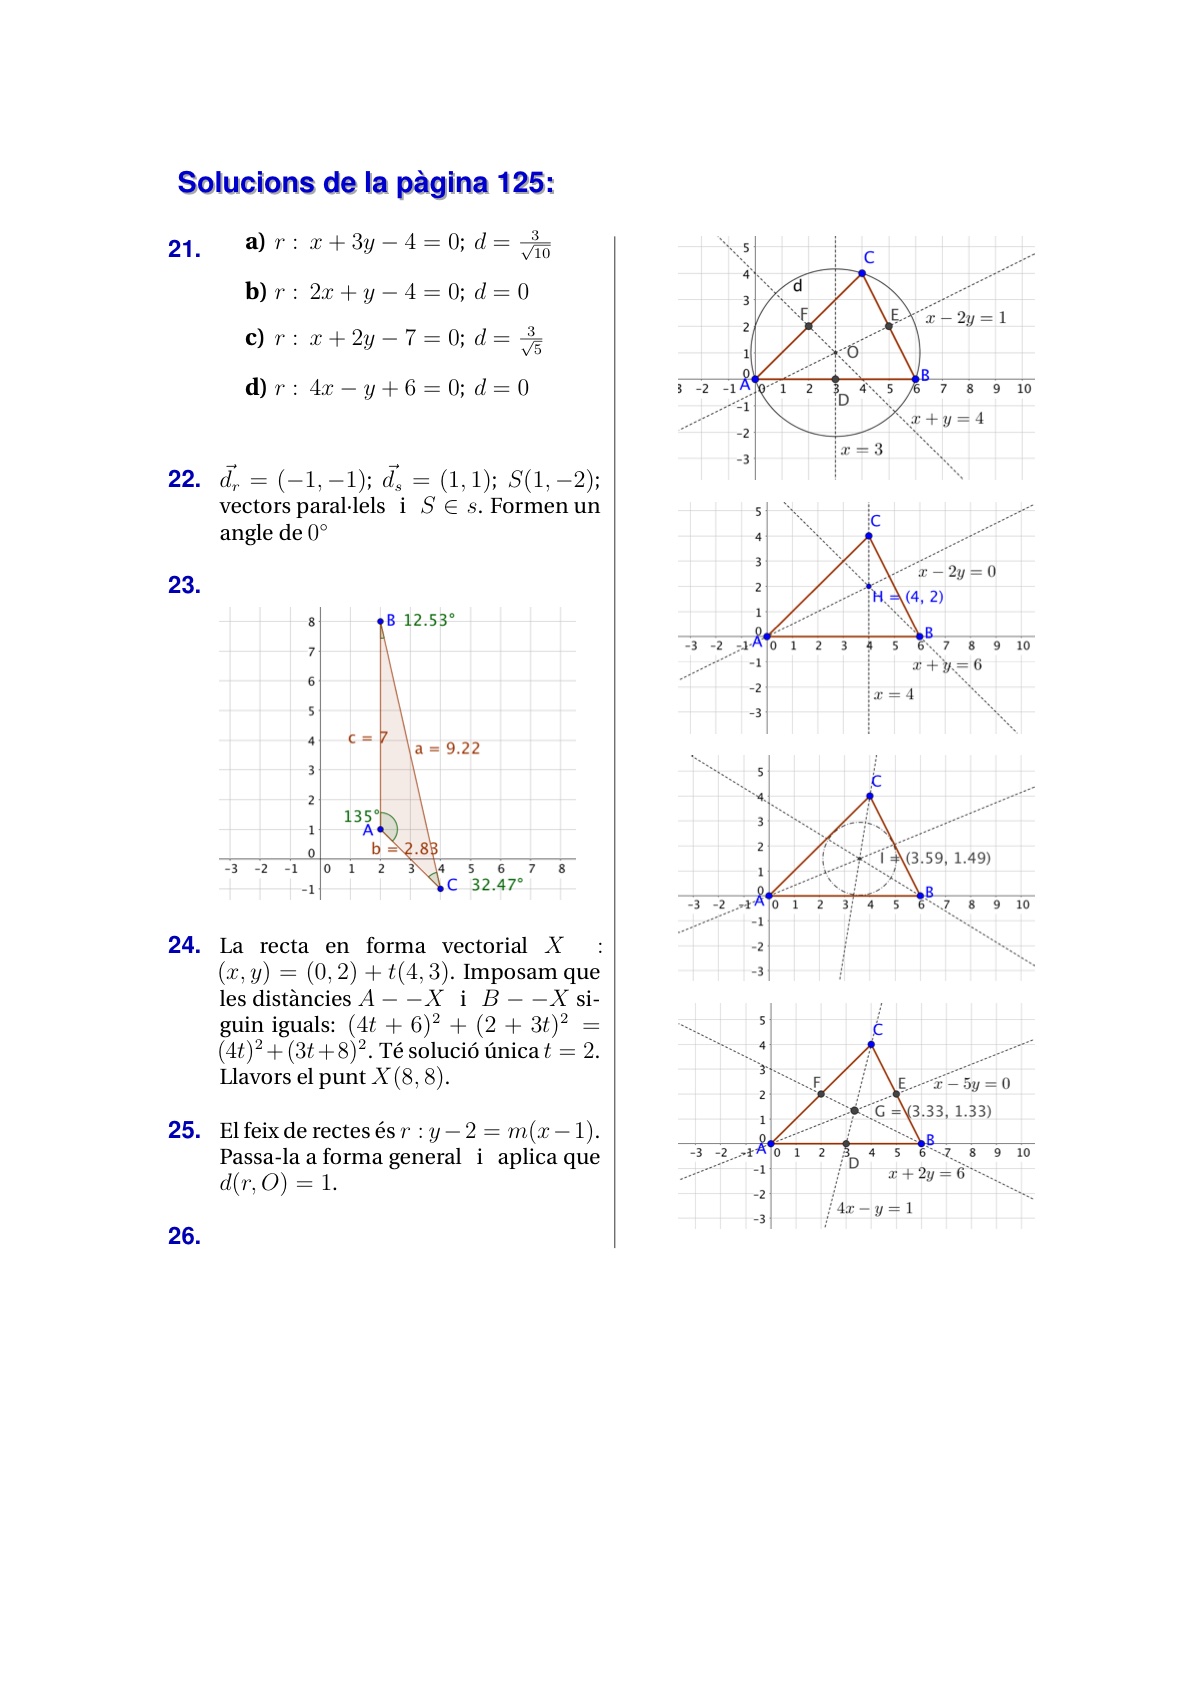 Solucions de la pàgina 125:
21. a) r : x + 3y − 4 = 0; d = 3/√10
b) r : 2x + y − 4 = 0; d = 0
c) r : x + 2y − 7 = 0; d = 3/√5
d) r : 4x − y + 6 = 0; d = 0
22. d⃗r = (−1, −1); d⃗s = (1, 1); S(1, −2);
vectors paral·lels i S ∈ s. Formen un
angle de 0°
23.
8
B 12.53°
7
6
5
4
c = 7
a = 9.22
3
2
135°
1
A
b = 2.83
0
-3 -2 -1 0 1 2 3 4 5 6 7 8
-1
C 32.47°
24. La recta en forma vectorial X :
(x, y) = (0, 2) + t(4, 3). Imposam que
les distàncies A − −X i B − −X si-
guin iguals: (4t + 6)² + (2 + 3t)² =
(4t)² + (3t + 8)². Té solució única t = 2.
Llavors el punt X(8, 8).
25. El feix de rectes és r : y − 2 = m(x − 1).
Passa-la a forma general i aplica que
d(r, O) = 1.
26.
5
C
4
d
3
F
E
x − 2y = 1
2
1
O
0
A
B
3 -2 -1 0 1 2 3 4 5 6 7 8 9 10
D
-1
x + y = 4
-2
x = 3
-3
5
C
4
3
x − 2y = 0
2
H = (4, 2)
1
0
A
B
-3 -2 -1 0 1 2 3 4 5 6 7 8 9 10
-1
x + y = 6
-2
x = 4
-3
5
C
4
3
2
I = (3.59, 1.49)
1
0
A
B
-3 -2 -1 0 1 2 3 4 5 6 7 8 9 10
-1
-2
-3
5
C
4
3
F
E
x − 5y = 0
2
G = (3.33, 1.33)
1
0
A
B
-3 -2 -1 0 1 2 3 4 5 6 7 8 9 10
D
-1
x + 2y = 6
-2
4x − y = 1
-3